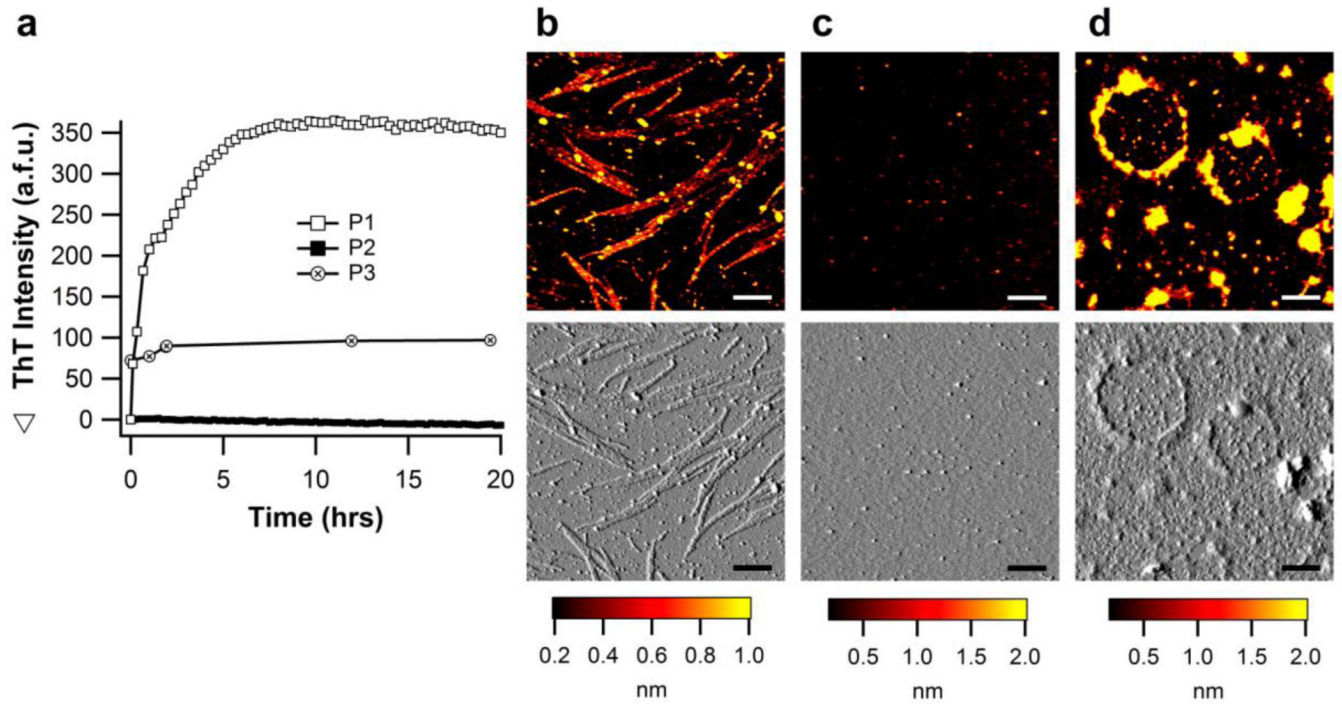 a
b
c
d
▽ ThT Intensity (a.f.u.)
350
300
250
200
150
100
50
0
P1
P2
P3
0 5 10 15 20
Time (hrs)
0.2 0.4 0.6 0.8 1.0
nm
0.5 1.0 1.5 2.0
nm
0.5 1.0 1.5 2.0
nm